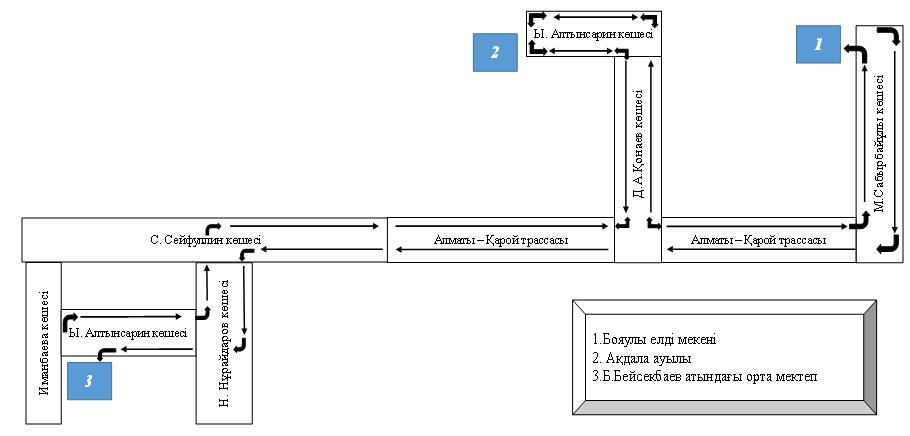 1
2
Ы. Алтынсарин көшесі
Д.А.Қонаев көшесі
М.Сабырбайұлы көшесі
С. Сейфуллин көшесі
Алматы – Қарой трассасы
Алматы – Қарой трассасы
Иманбаева көшесі
Ы. Алтынсарин көшесі
Н. Нұрайдаров көшесі
3
1.Бояулы елді мекені
2. Ақдала ауылы
3.Б.Бейсекбаев атындағы орта мектеп